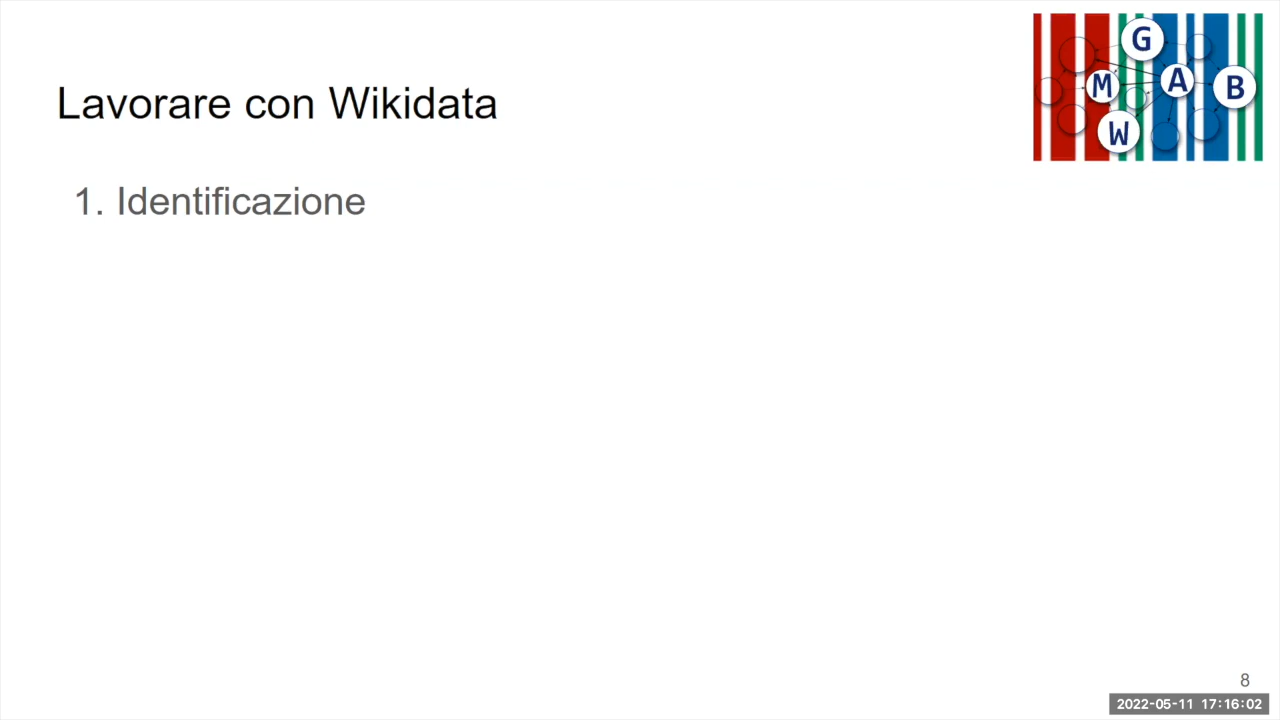 G
M A B
W
Lavorare con Wikidata
1. Identificazione
8
2022-05-11 17:16:02